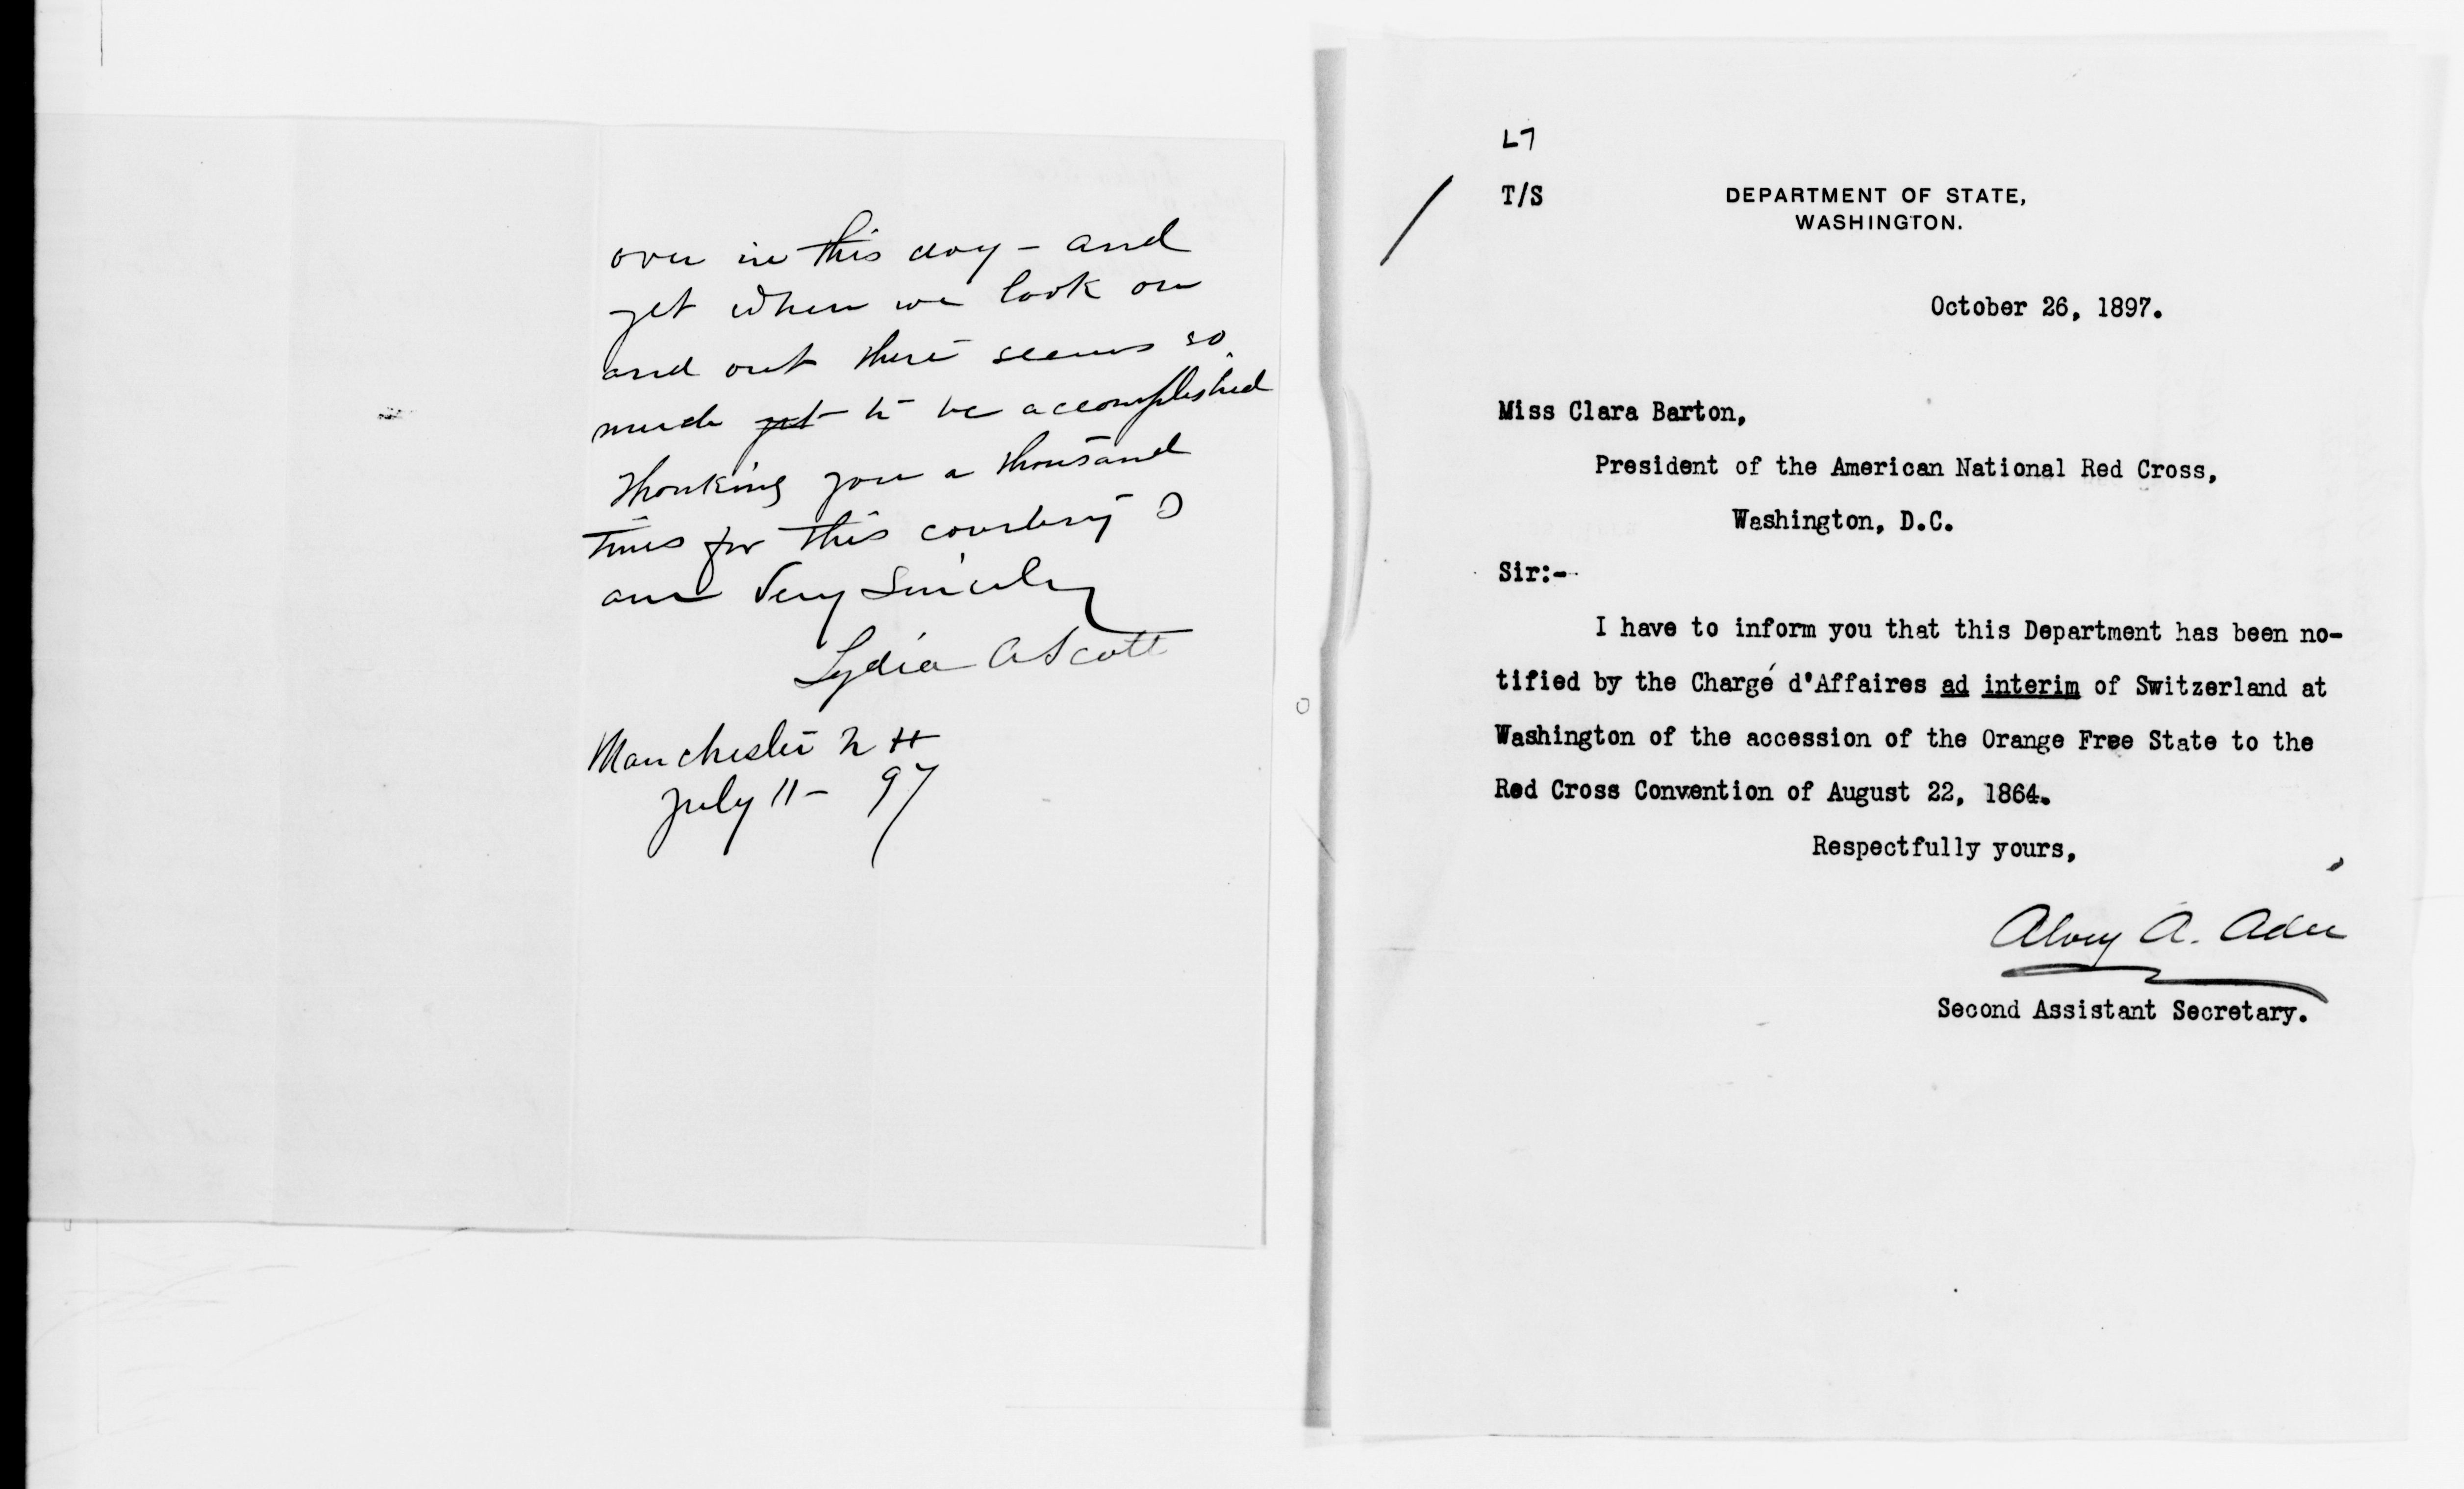 over in this day - and
yet when we look on
and out there seems so
much yet to be accomplished
Thanking you a thousand
times for this courtesy I
am Very Sincerely
Lydia A Scott
Manchester N H
July 11 - 97
L7
T/S
DEPARTMENT OF STATE,
WASHINGTON.
October 26, 1897.
Miss Clara Barton,
President of the American National Red Cross,
Washington, D.C.
Sir:-
I have to inform you that this Department has been no-
tified by the Chargé d'Affaires ad interim of Switzerland at
Washington of the accession of the Orange Free State to the
Red Cross Convention of August 22, 1864.
Respectfully yours,
Alvey A. Adee
Second Assistant Secretary.